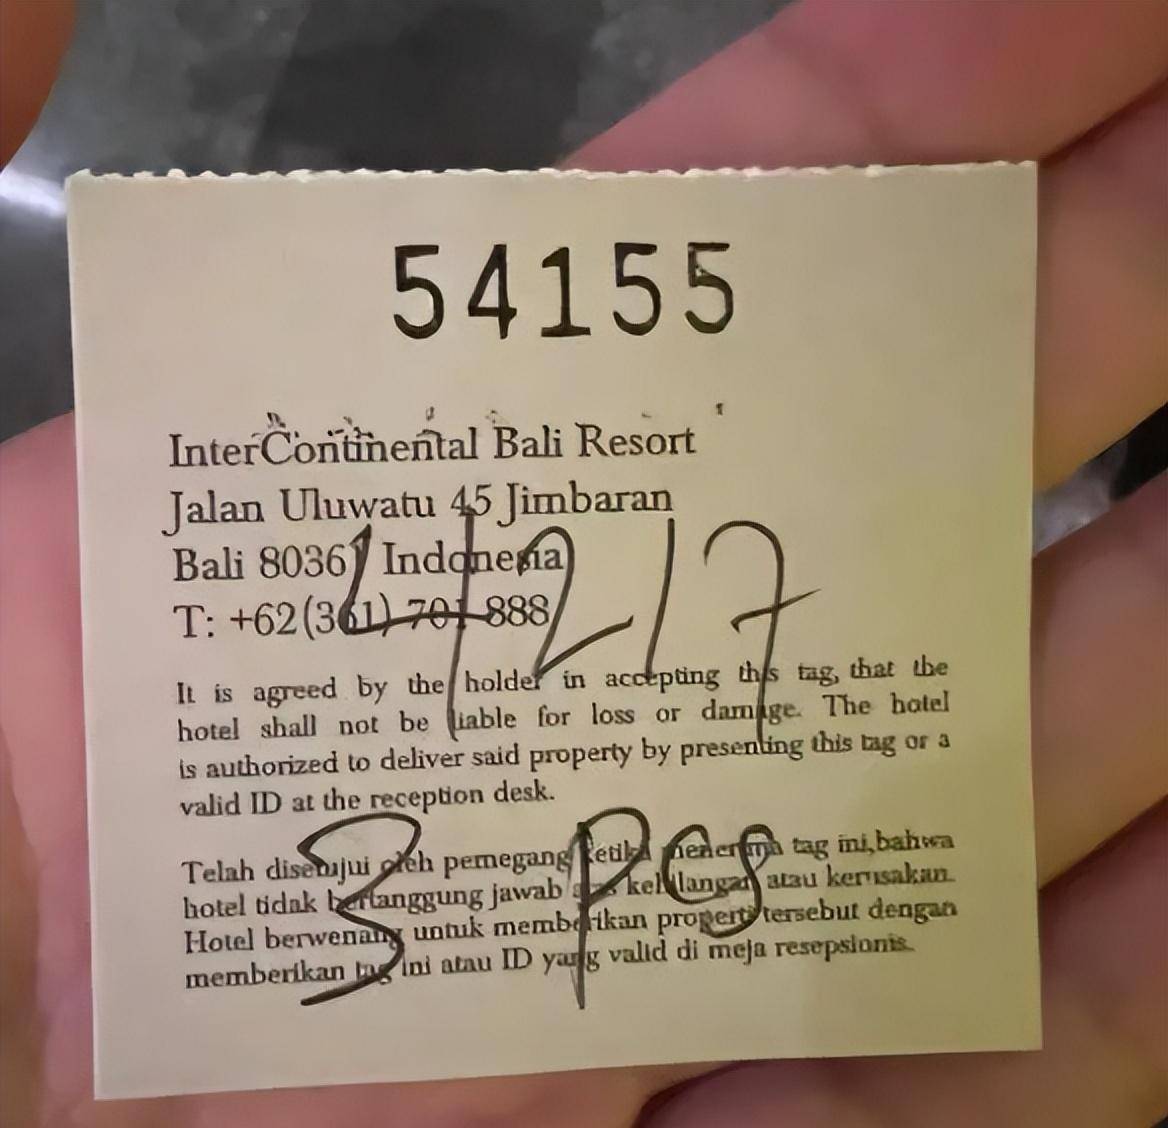 54155
InterContinental Bali Resort
Jalan Uluwatu 45 Jimbaran
Bali 80361 Indonesia
T: +62(361) 701 888
4217
It is agreed by the holder in accepting this tag, that the
hotel shall not be liable for loss or damage. The hotel
is authorized to deliver said property by presenting this tag or a
valid ID at the reception desk.
3 pcs
Telah disetujui oleh pemegang ketika menerima tag ini,bahwa
hotel tidak bertanggung jawab atas kehilangan atau kerusakan.
Hotel berwenang untuk memberikan properti tersebut dengan
memberikan tag ini atau ID yang valid di meja resepsionis.